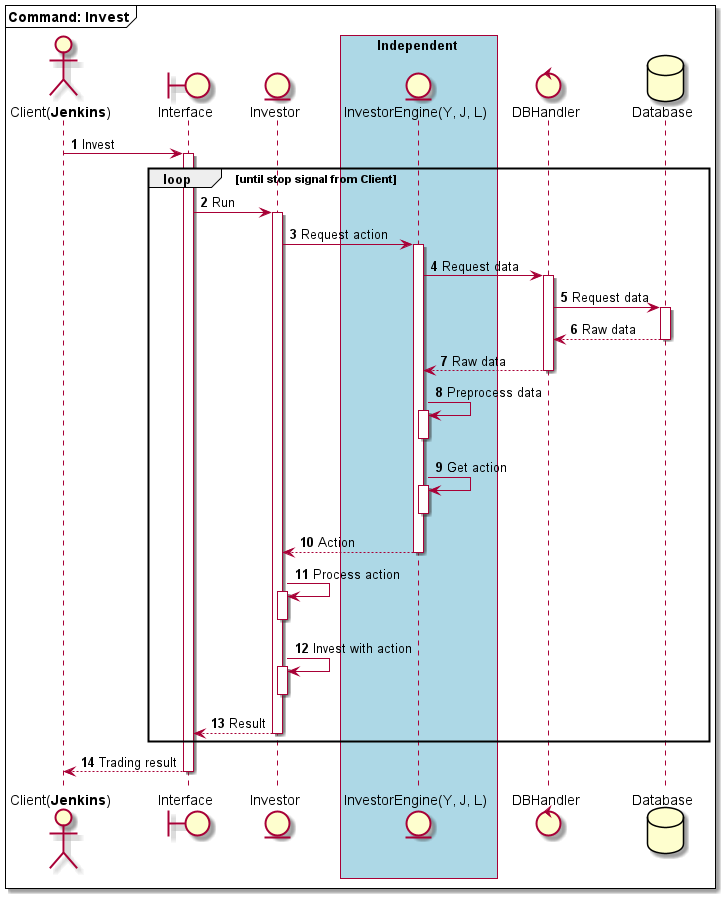 Command: Invest
Independent
Client(Jenkins) Interface Investor InvestorEngine(Y, J, L) DBHandler Database
1 Invest
loop [until stop signal from Client]
2 Run
3 Request action
4 Request data
5 Request data
6 Raw data
7 Raw data
8 Preprocess data
9 Get action
10 Action
11 Process action
12 Invest with action
13 Result
14 Trading result
Client(Jenkins) Interface Investor InvestorEngine(Y, J, L) DBHandler Database